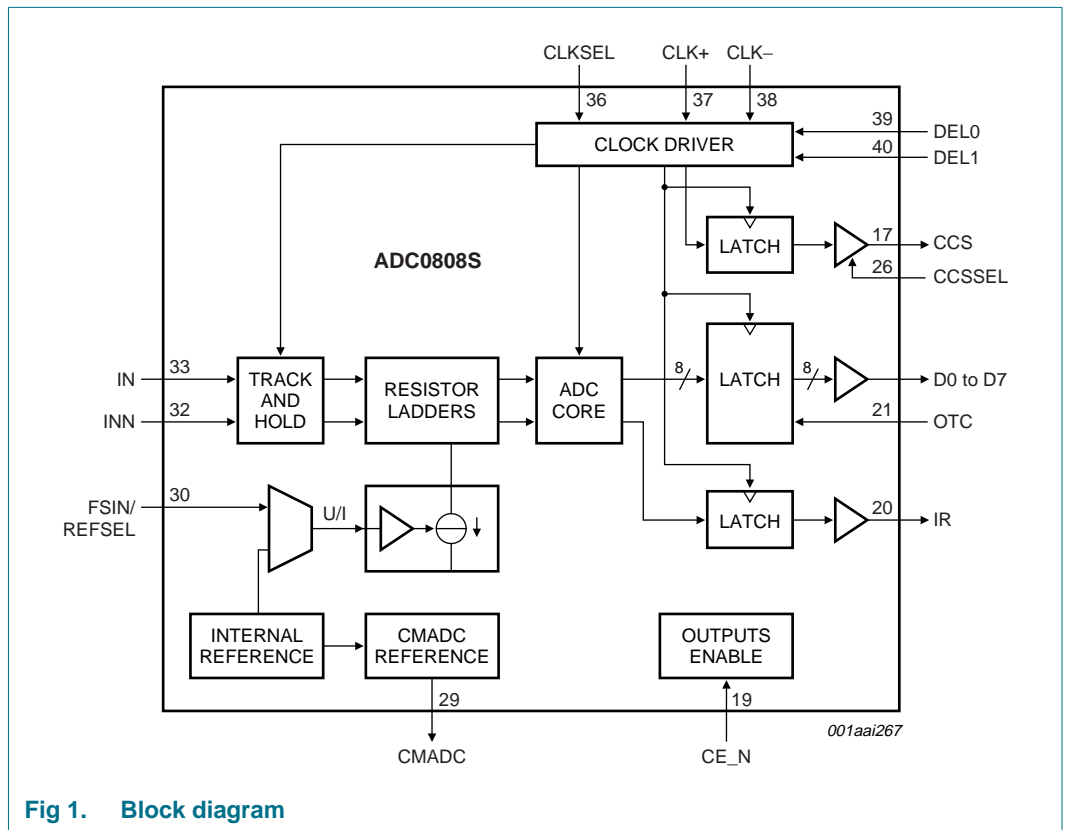 CLKSEL CLK+ CLK−
36 37 38
39
DEL0
CLOCK DRIVER
40
DEL1
LATCH
17
CCS
26
CCSSEL
ADC0808S
IN
33
INN
32
TRACK
AND
HOLD
RESISTOR
LADDERS
ADC
CORE
8
LATCH
8
D0 to D7
21
OTC
FSIN/
REFSEL
30
U/I
LATCH
20
IR
INTERNAL
REFERENCE
CMADC
REFERENCE
OUTPUTS
ENABLE
29
19
001aai267
CMADC
CE_N
Fig 1. Block diagram